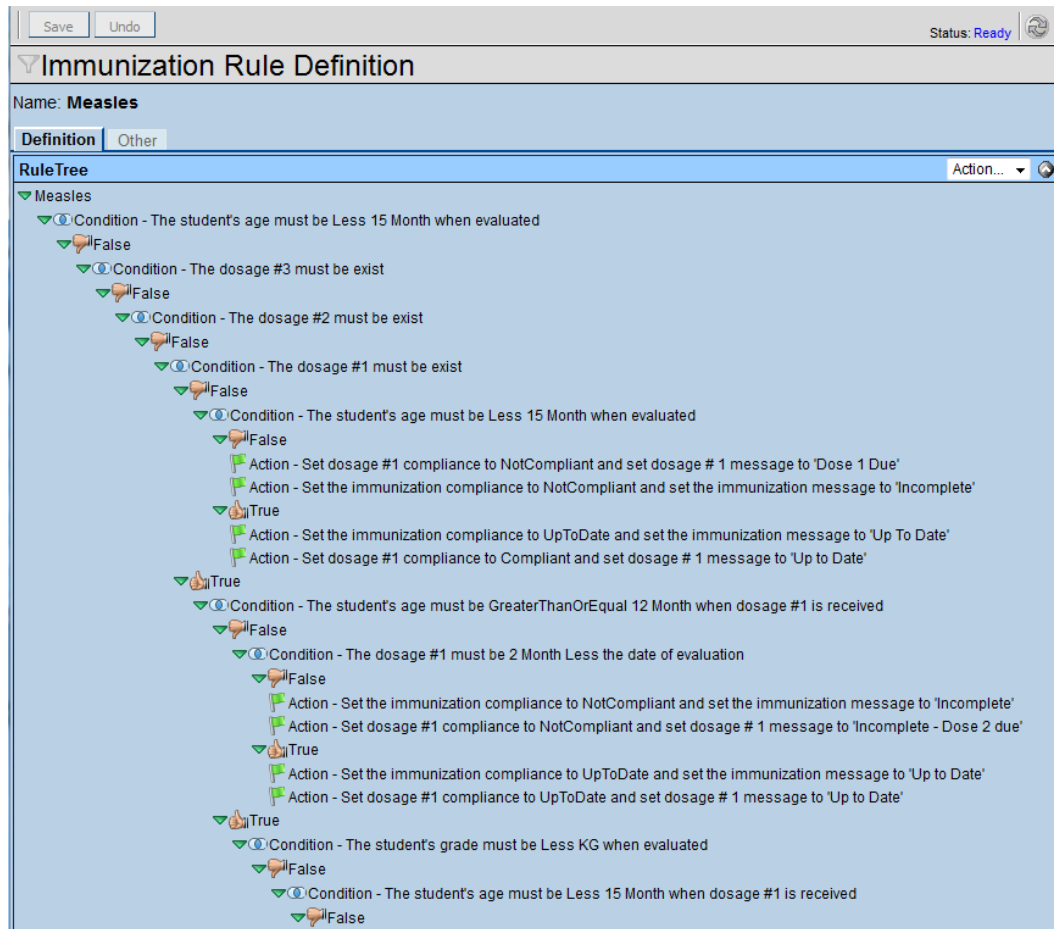 Save Undo
Status: Ready
Immunization Rule Definition
Name: Measles
Definition Other
RuleTree Action...
Measles
Condition - The student's age must be Less 15 Month when evaluated
False
Condition - The dosage #3 must be exist
False
Condition - The dosage #2 must be exist
False
Condition - The dosage #1 must be exist
False
Condition - The student's age must be Less 15 Month when evaluated
False
Action - Set dosage #1 compliance to NotCompliant and set dosage # 1 message to 'Dose 1 Due'
Action - Set the immunization compliance to NotCompliant and set the immunization message to 'Incomplete'
True
Action - Set the immunization compliance to UpToDate and set the immunization message to 'Up To Date'
Action - Set dosage #1 compliance to Compliant and set dosage # 1 message to 'Up to Date'
True
Condition - The student's age must be GreaterThanOrEqual 12 Month when dosage #1 is received
False
Condition - The dosage #1 must be 2 Month Less the date of evaluation
False
Action - Set the immunization compliance to NotCompliant and set the immunization message to 'Incomplete'
Action - Set dosage #1 compliance to NotCompliant and set dosage # 1 message to 'Incomplete - Dose 2 due'
True
Action - Set the immunization compliance to UpToDate and set the immunization message to 'Up to Date'
Action - Set dosage #1 compliance to UpToDate and set dosage # 1 message to 'Up to Date'
True
Condition - The student's grade must be Less KG when evaluated
False
Condition - The student's age must be Less 15 Month when dosage #1 is received
False